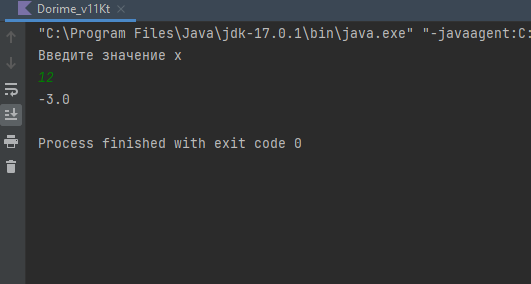 Dorime_v11Kt
"C:\Program Files\Java\jdk-17.0.1\bin\java.exe" "-javaagent:C:
Введите значение x
12
-3.0
Process finished with exit code 0